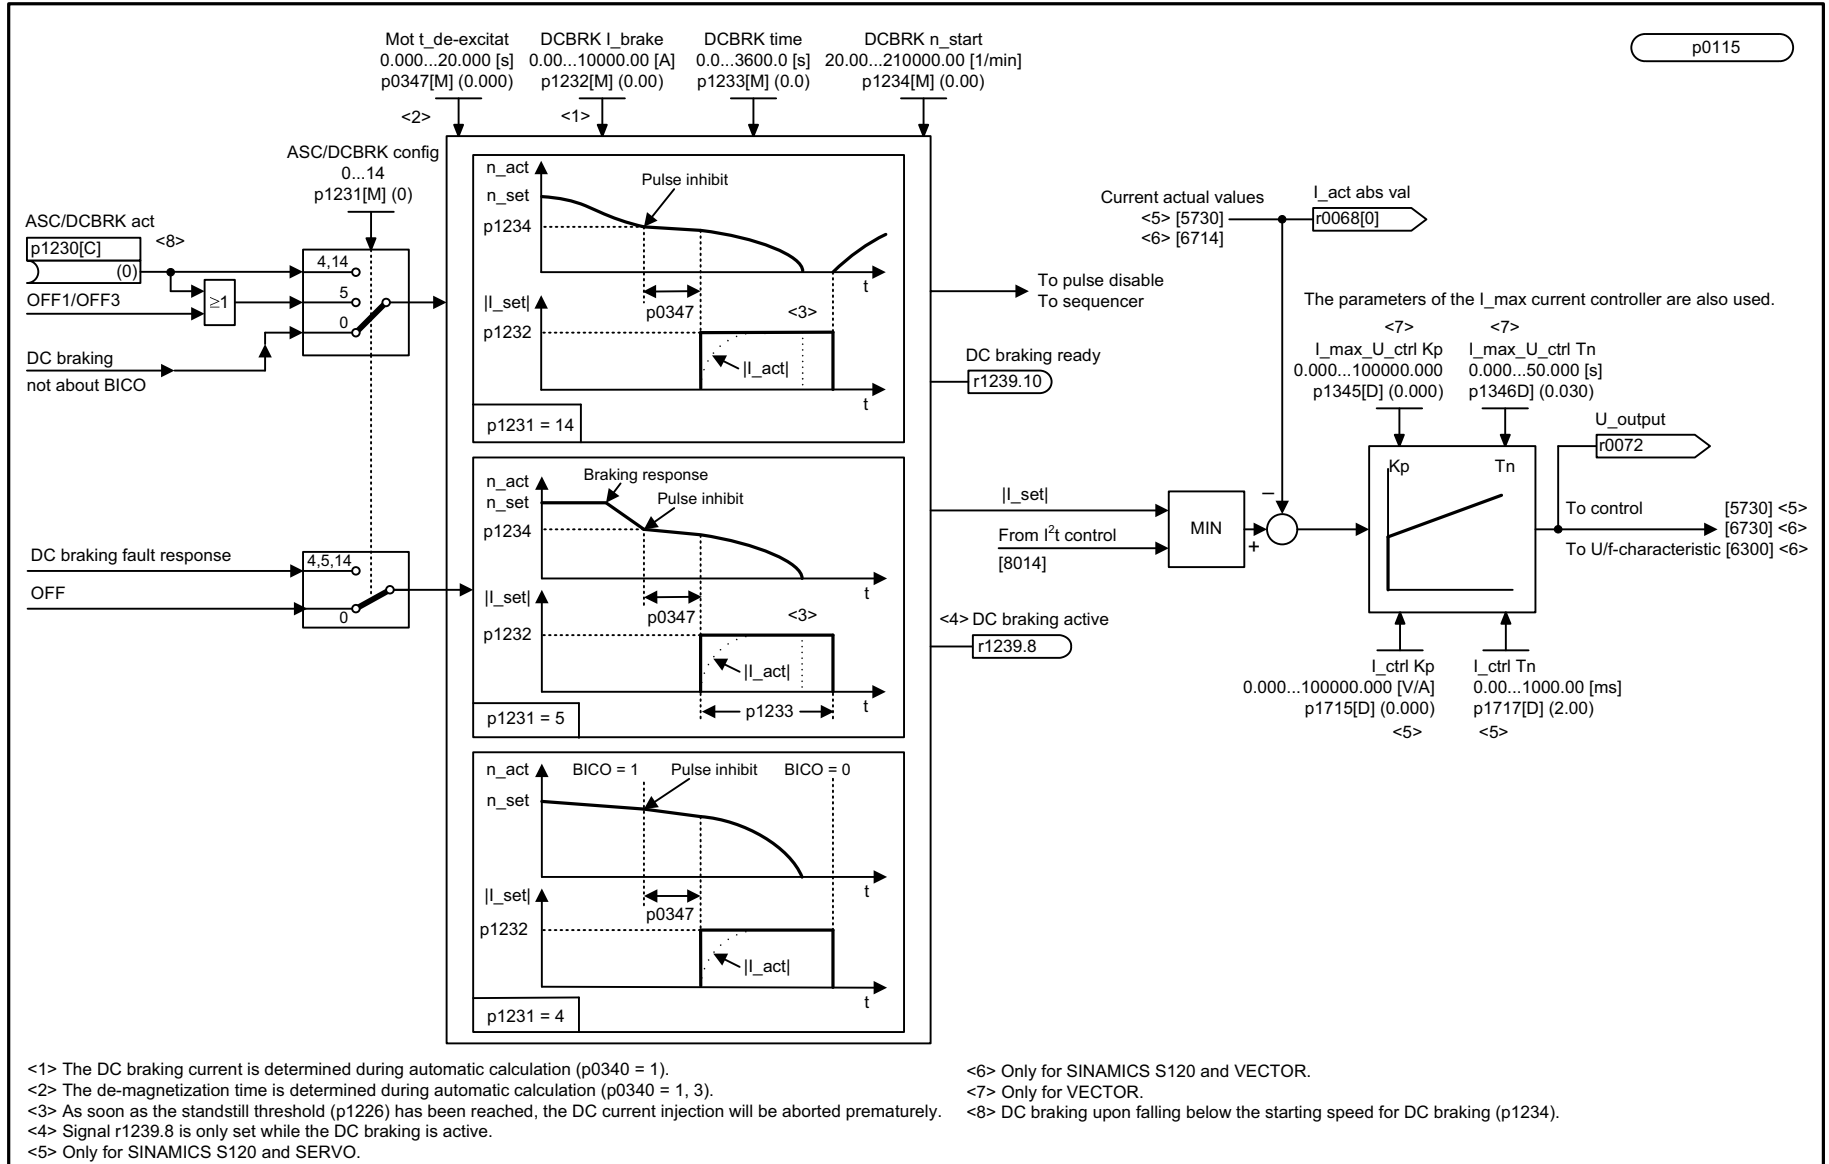 Mot t_de-excitat
0.000...20.000 [s]
p0347[M] (0.000)
<2>
DCBRK I_brake
0.00...10000.00 [A]
p1232[M] (0.00)
<1>
DCBRK time
0.0...3600.0 [s]
p1233[M] (0.0)
DCBRK n_start
20.00...210000.00 [1/min]
p1234[M] (0.00)
p0115
ASC/DCBRK config
0...14
p1231[M] (0)
ASC/DCBRK act
p1230[C]
(0)
<8>
OFF1/OFF3
≥1
4,14
5
0
DC braking
not about BICO
DC braking fault response
OFF
4,5,14
0
n_act
n_set
p1234
Pulse inhibit
t
|I_set|
p0347
<3>
p1232
|I_act|
t
p1231 = 14
n_act
n_set
p1234
Braking response
Pulse inhibit
t
|I_set|
p0347
<3>
p1232
|I_act|
p1233
t
p1231 = 5
n_act
BICO = 1
Pulse inhibit
BICO = 0
n_set
t
|I_set|
p0347
p1232
|I_act|
t
p1231 = 4
Current actual values
<5> [5730]
<6> [6714]
I_act abs val
r0068[0]
To pulse disable
To sequencer
DC braking ready
r1239.10
The parameters of the I_max current controller are also used.
<7>
I_max_U_ctrl Kp
0.000...100000.000
p1345[D] (0.000)
<7>
I_max_U_ctrl Tn
0.000...50.000 [s]
p1346D] (0.030)
U_output
r0072
Kp
Tn
|I_set|
From I²t control
[8014]
MIN
–
+
To control
[5730] <5>
[6730] <6>
To U/f-characteristic [6300] <6>
<4> DC braking active
r1239.8
I_ctrl Kp
0.000...100000.000 [V/A]
p1715[D] (0.000)
<5>
I_ctrl Tn
0.00...1000.00 [ms]
p1717[D] (2.00)
<5>
<1> The DC braking current is determined during automatic calculation (p0340 = 1).
<2> The de-magnetization time is determined during automatic calculation (p0340 = 1, 3).
<3> As soon as the standstill threshold (p1226) has been reached, the DC current injection will be aborted prematurely.
<4> Signal r1239.8 is only set while the DC braking is active.
<5> Only for SINAMICS S120 and SERVO.
<6> Only for SINAMICS S120 and VECTOR.
<7> Only for VECTOR.
<8> DC braking upon falling below the starting speed for DC braking (p1234).